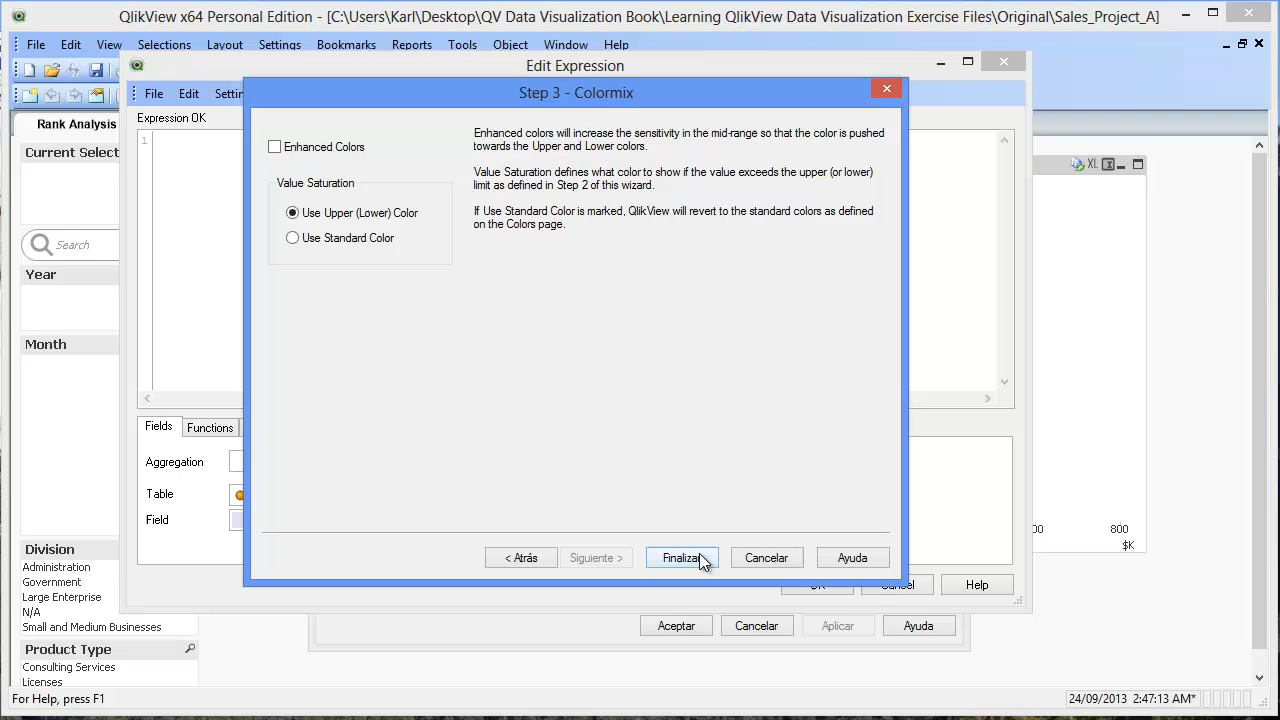 QlikView x64 Personal Edition - [C:\Users\Karl\Desktop\QV Data Visualization Book\Learning QlikView Data Visualization Exercise Files\Original\Sales_Project_A]
File Edit View Selections Layout Settings Bookmarks Reports Tools Object Window Help
Edit Expression
File Edit
Step 3 - Colormix
Expression OK
1
Rank Analysis
Current Select
Search
Year
Month
Enhanced Colors
Value Saturation
Use Upper (Lower) Color
Use Standard Color
Enhanced colors will increase the sensitivity in the mid-range so that the color is pushed
towards the Upper and Lower colors.
Value Saturation defines what color to show if the value exceeds the upper (or lower)
limit as defined in Step 2 of this wizard.
If Use Standard Color is marked, QlikView will revert to the standard colors as defined
on the Colors page.
XL
Fields Functions
Aggregation
Table
Field
800
$K
< Atrás Siguiente > Finalizar Cancelar Ayuda
Help
Aceptar Cancelar Aplicar Ayuda
Division
Administration
Government
Large Enterprise
N/A
Small and Medium Businesses
Product Type
Consulting Services
Licenses
For Help, press F1
24/09/2013 2:47:13 AM*